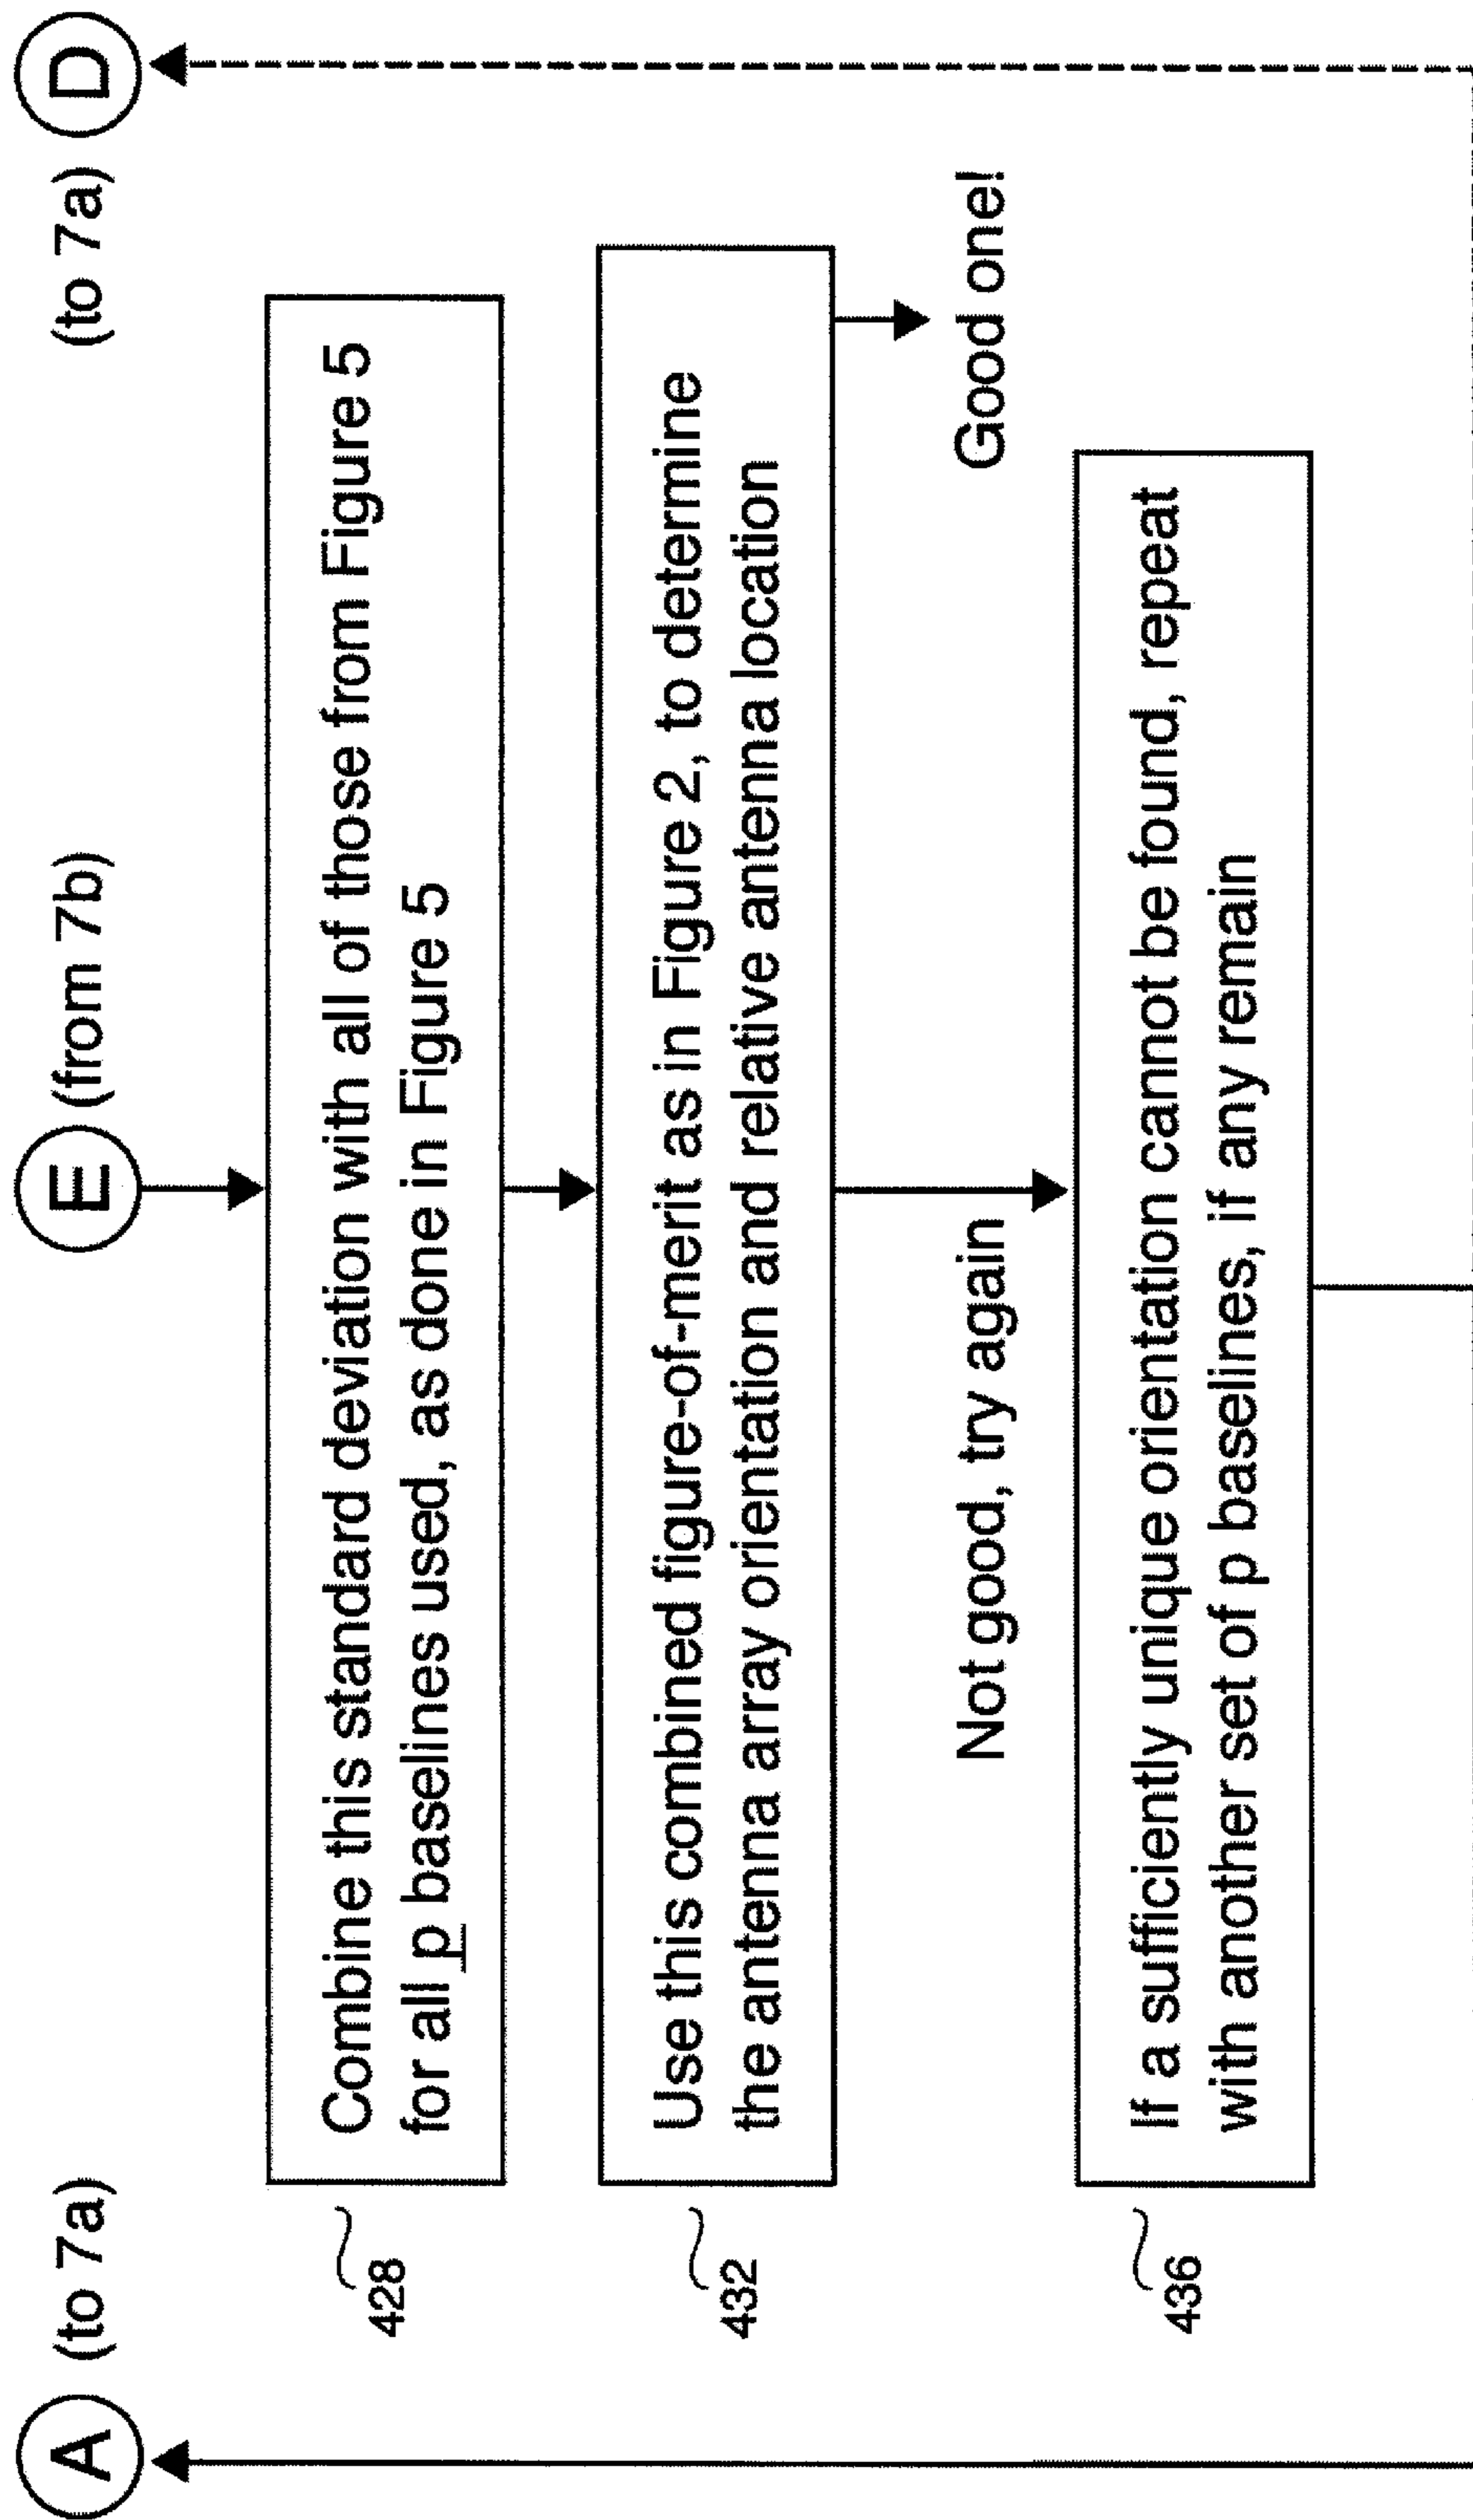 A (to 7a)
E (from 7b)
(to 7a) D
428
Combine this standard deviation with all of those from Figure 5
for all p baselines used, as done in Figure 5
432
Use this combined figure-of-merit as in Figure 2, to determine
the antenna array orientation and relative antenna location
Not good, try again
Good one!
436
If a sufficiently unique orientation cannot be found, repeat
with another set of p baselines, if any remain